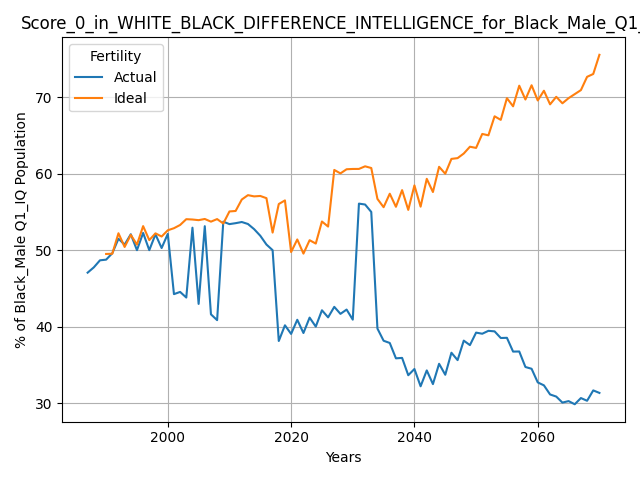 Score_0_in_WHITE_BLACK_DIFFERENCE_INTELLIGENCE_for_Black_Male_Q1_
Fertility
Actual
Ideal
% of Black_Male Q1_IQ Population
70
60
50
40
30
2000
2020
2040
2060
Years